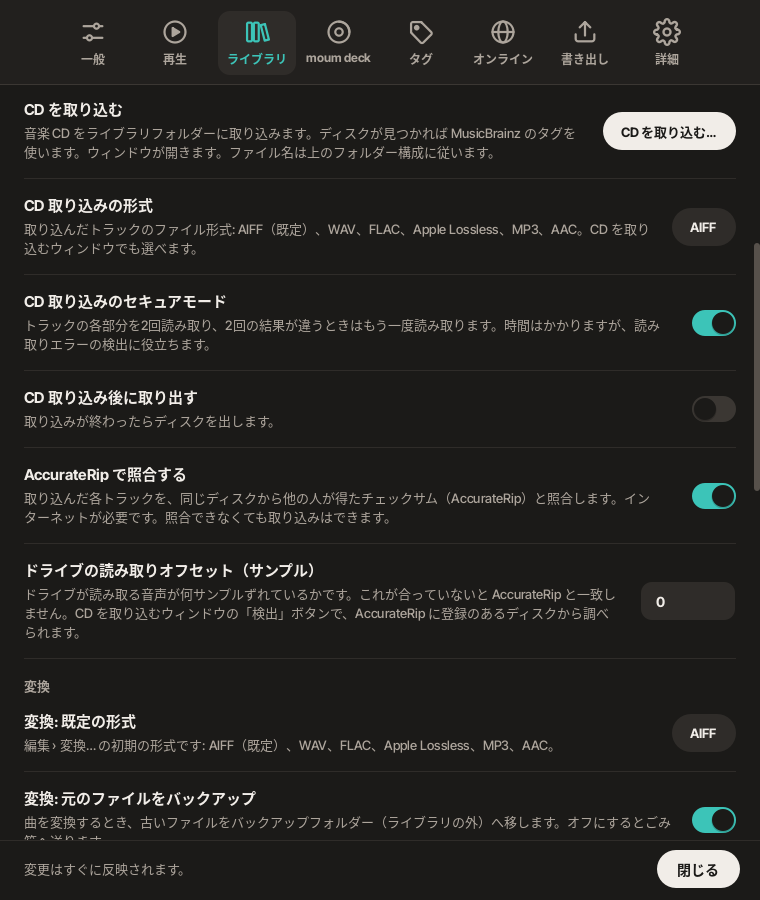 一般
再生
ライブラリ
moum deck
タグ
オンライン
書き出し
詳細
CD を取り込む
音楽 CD をライブラリフォルダーに取り込みます。ディスクが見つかれば MusicBrainz のタグを
使います。ウィンドウが開きます。ファイル名は上のフォルダー構成に従います。
CD を取り込む...
CD 取り込みの形式
取り込んだトラックのファイル形式: AIFF（既定）、WAV、FLAC、Apple Lossless、MP3、AAC。CD を取り
込むウィンドウでも選べます。
AIFF
CD 取り込みのセキュアモード
トラックの各部分を2回読み取り、2回の結果が違うときはもう一度読み取ります。時間はかかりますが、読み
取りエラーの検出に役立ちます。
CD 取り込み後に取り出す
取り込みが終わったらディスクを出します。
AccurateRip で照合する
取り込んだ各トラックを、同じディスクから他の人が得たチェックサム（AccurateRip）と照合します。イン
ターネットが必要です。照合できなくても取り込みはできます。
ドライブの読み取りオフセット（サンプル）
ドライブが読み取る音声が何サンプルずれているかです。これが合っていないと AccurateRip と一致し
ません。CD を取り込むウィンドウの「検出」ボタンで、AccurateRip に登録のあるディスクから調べ
られます。
0
変換
変換: 既定の形式
編集 › 変換... の初期の形式です: AIFF（既定）、WAV、FLAC、Apple Lossless、MP3、AAC。
AIFF
変換: 元のファイルをバックアップ
曲を変換するとき、古いファイルをバックアップフォルダー（ライブラリの外）へ移します。オフにするとごみ
変更はすぐに反映されます。
閉じる